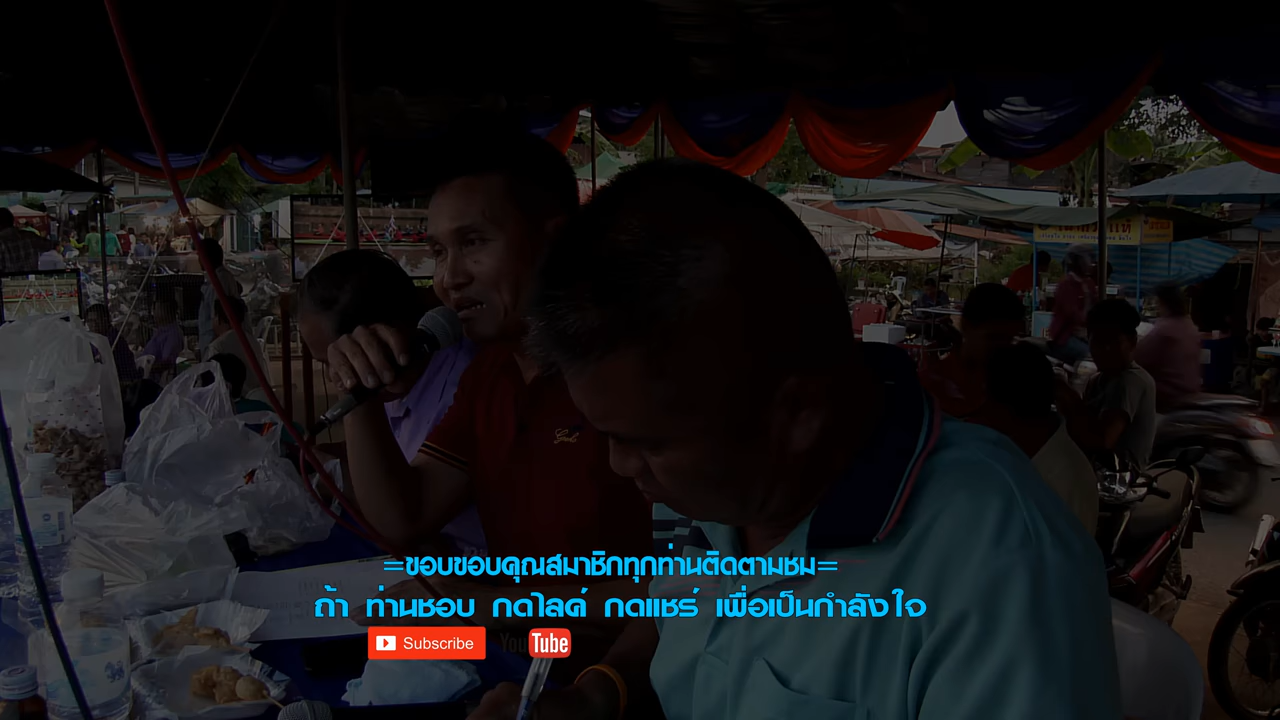 =ขอบขอบคุณสมาชิกทุกท่านติดตามชม=
ถ้า ท่านชอบ กดไลค์ กดแชร์ เพื่อเป็นกำลังใจ
Subscribe YouTube